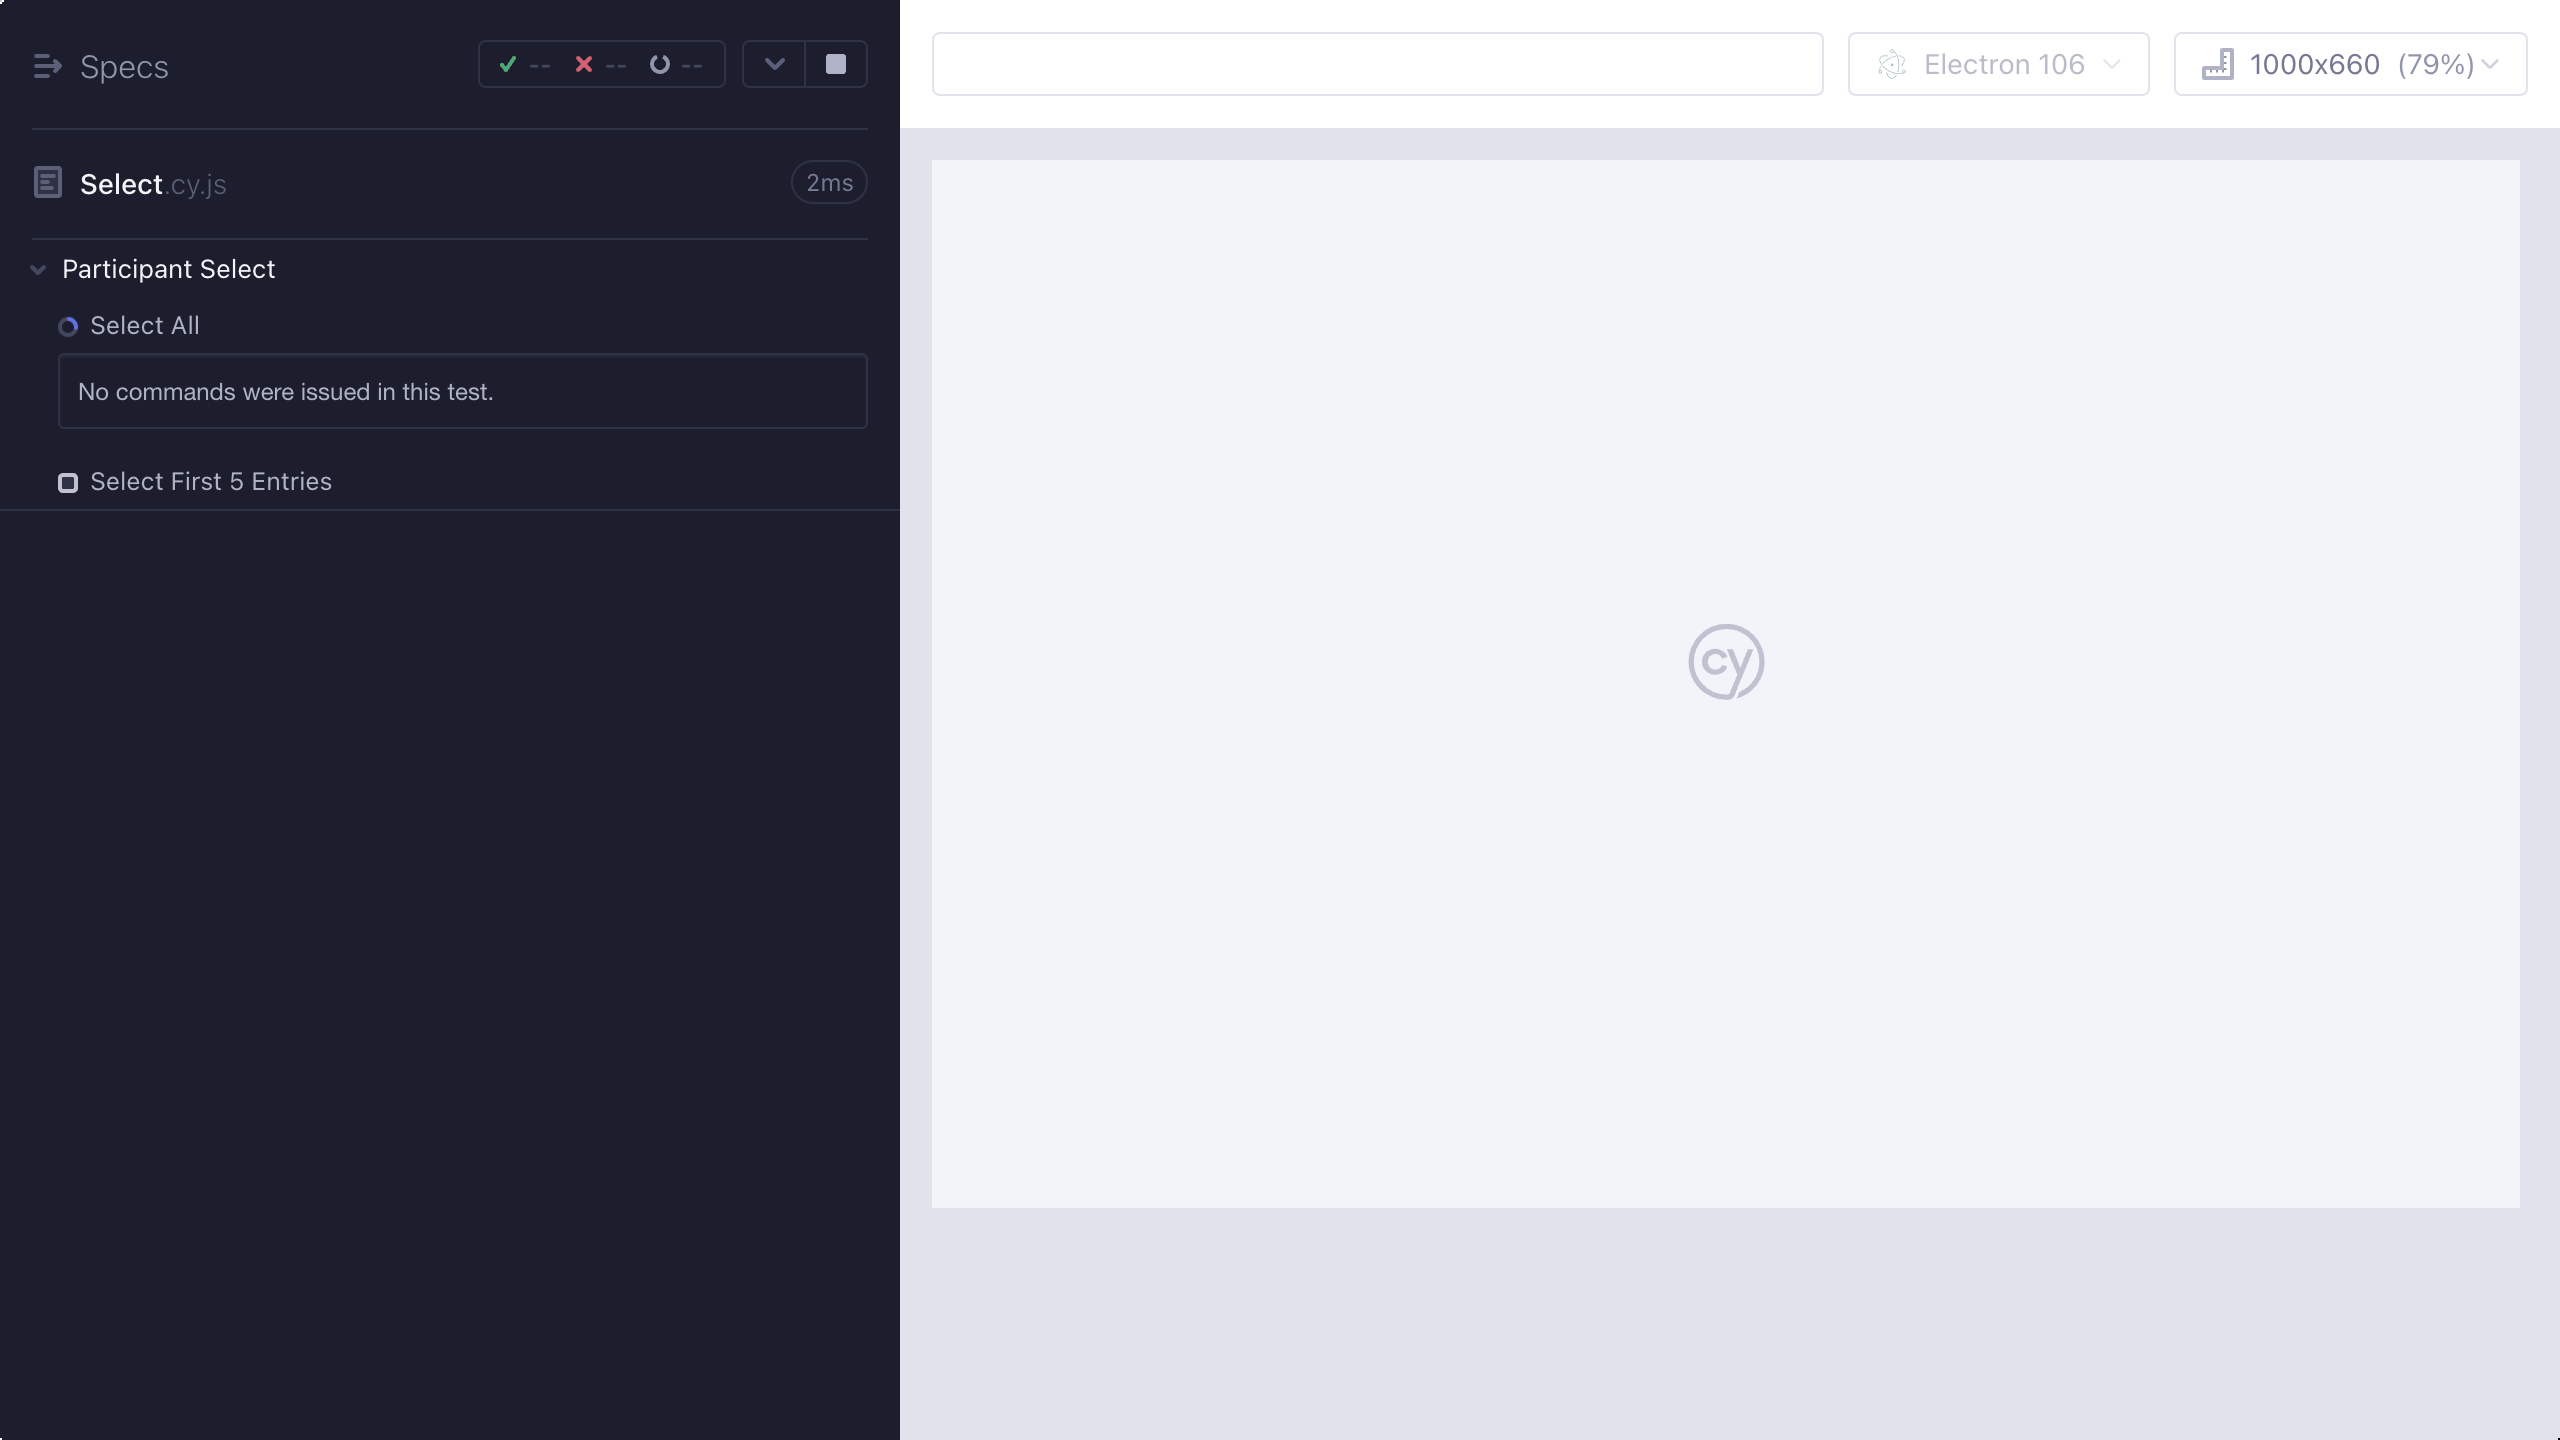 Specs
-- -- --
Select.cy.js
2ms
Participant Select
Select All
No commands were issued in this test.
Select First 5 Entries
Electron 106
1000x660 (79%)
cy